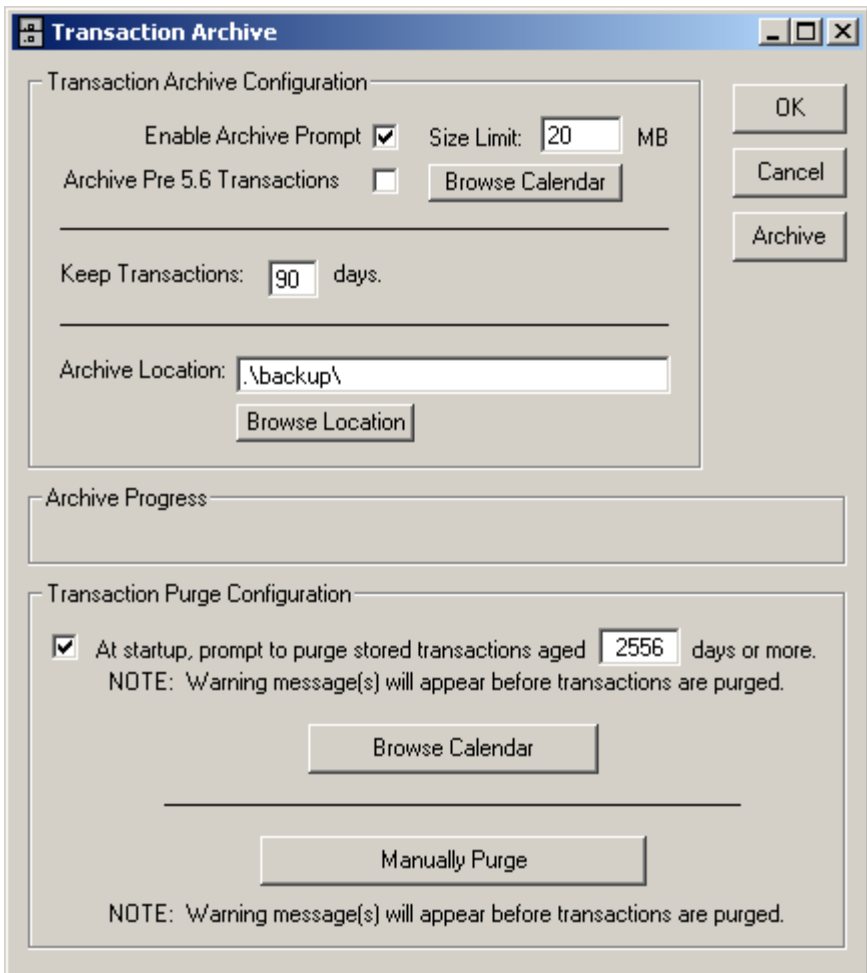 Transaction Archive
Transaction Archive Configuration
Enable Archive Prompt Size Limit: 20 MB
OK
Archive Pre 5.6 Transactions Browse Calendar
Cancel
Archive
Keep Transactions: 90 days.
Archive Location: .\backup\
Browse Location
Archive Progress
Transaction Purge Configuration
At startup, prompt to purge stored transactions aged 2556 days or more.
NOTE: Warning message(s) will appear before transactions are purged.
Browse Calendar
Manually Purge
NOTE: Warning message(s) will appear before transactions are purged.